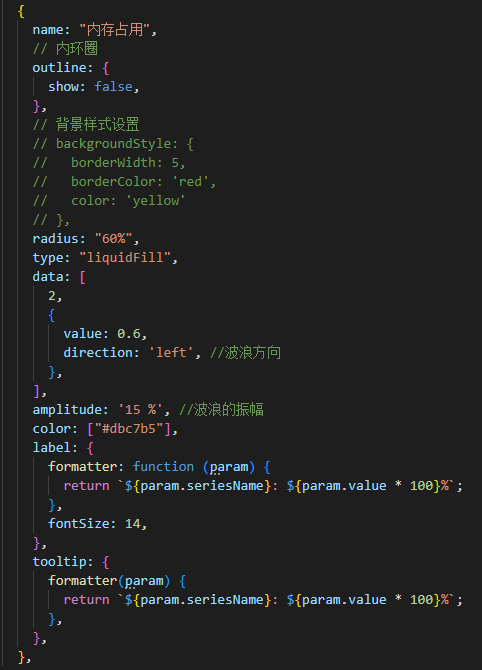 {
name: "内存占用",
// 内环圈
outline: {
show: false,
},
// 背景样式设置
// backgroundStyle: {
//   borderWidth: 5,
//   borderColor: 'red',
//   color: 'yellow'
// },
radius: "60%",
type: "liquidFill",
data: [
2,
{
value: 0.6,
direction: 'left', //波浪方向
},
],
amplitude: '15 %', //波浪的振幅
color: ["#dbc7b5"],
label: {
formatter: function (param) {
return `${param.seriesName}: ${param.value * 100}%`;
},
fontSize: 14,
},
tooltip: {
formatter(param) {
return `${param.seriesName}: ${param.value * 100}%`;
},
},
},